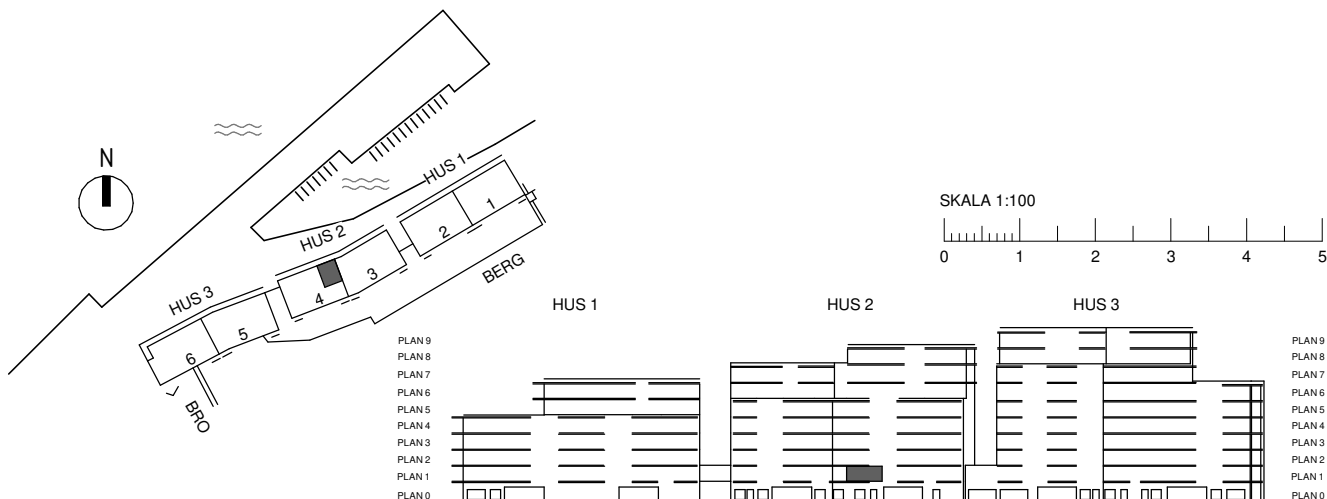 N
HUS 1
1
2
HUS 2
3
4
BERG
HUS 3
5
6
BRO
SKALA 1:100
0 1 2 3 4 5
HUS 1 HUS 2 HUS 3
PLAN 9 PLAN 9
PLAN 8 PLAN 8
PLAN 7 PLAN 7
PLAN 6 PLAN 6
PLAN 5 PLAN 5
PLAN 4 PLAN 4
PLAN 3 PLAN 3
PLAN 2 PLAN 2
PLAN 1 PLAN 1
PLAN 0 PLAN 0